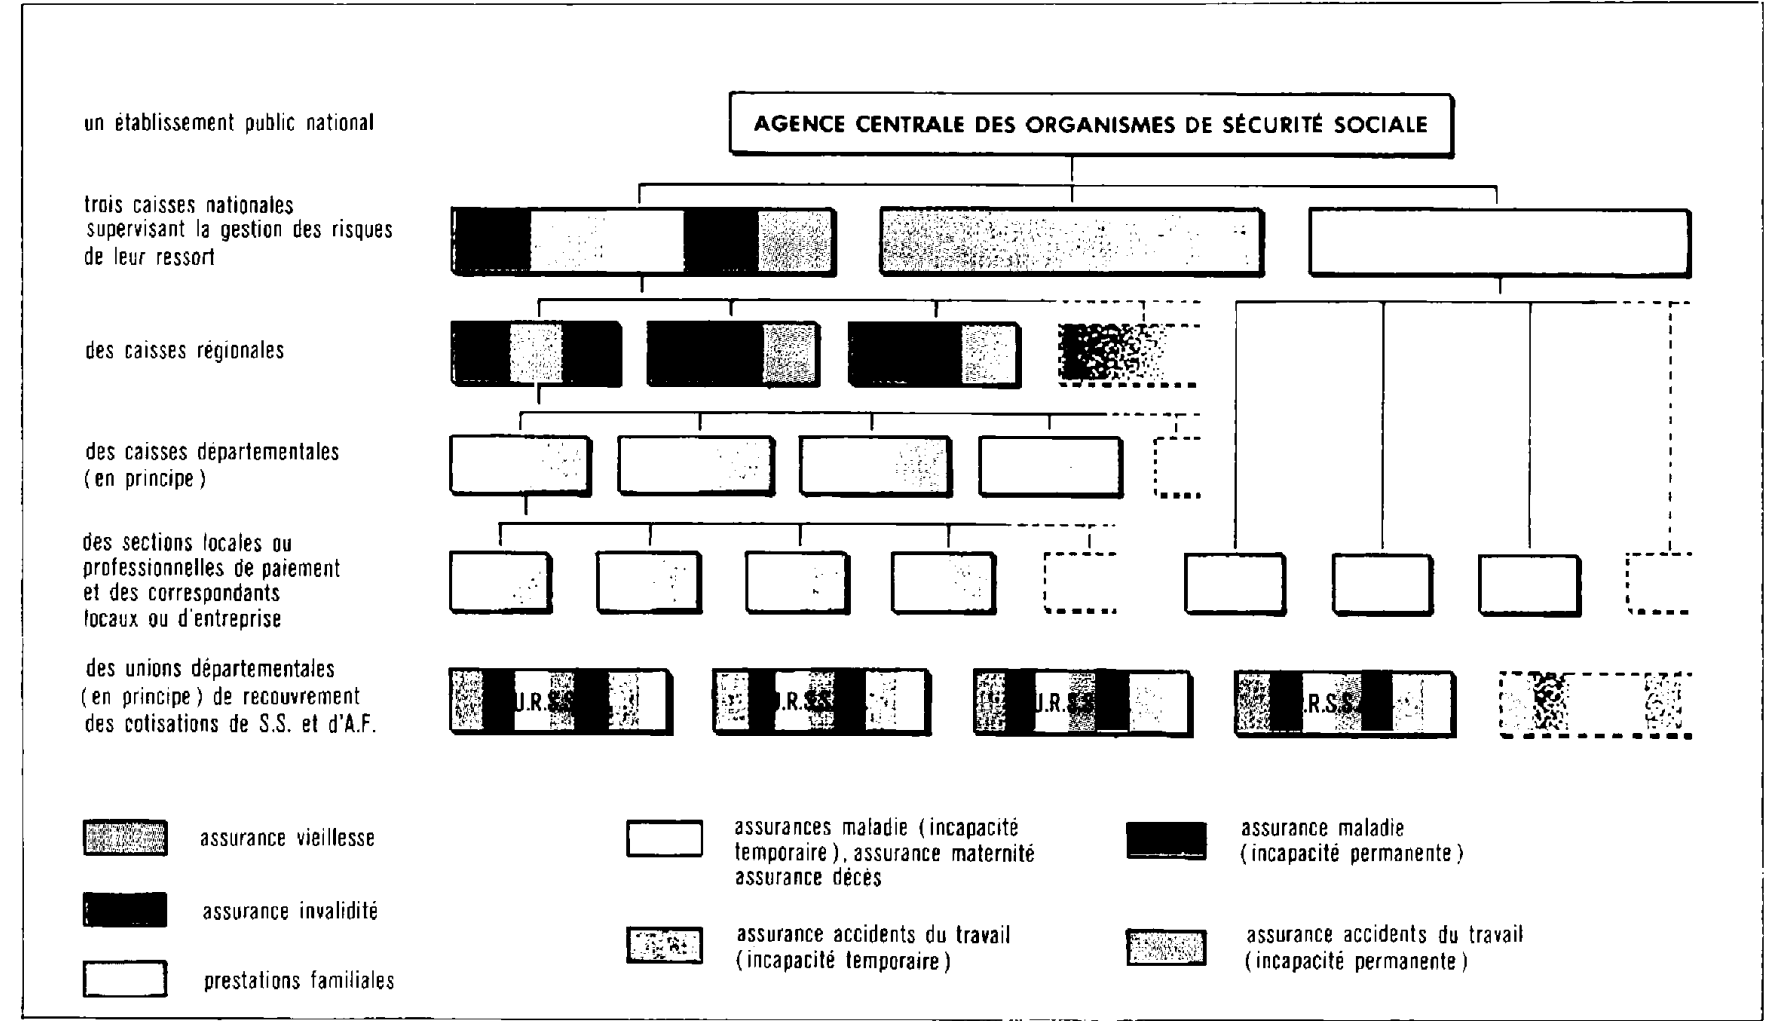 un établissement public national
AGENCE CENTRALE DES ORGANISMES DE SÉCURITÉ SOCIALE
trois caisses nationales
supervisant la gestion des risques
de leur ressort
des caisses régionales
des caisses départementales
(en principe)
des sections locales ou
professionnelles de paiement
et des correspondants
locaux ou d'entreprise
des unions départementales
(en principe) de recouvrement
des cotisations de S.S. et d'A.F.
U.R.S.S.
.R.S.S.
U.R.S.S.
.R.S.S.
assurance vieillesse
assurance invalidité
prestations familiales
assurances maladie (incapacité
temporaire), assurance maternité
assurance décès
assurance accidents du travail
(incapacité temporaire)
assurance maladie
(incapacité permanente)
assurance accidents du travail
(incapacité permanente)